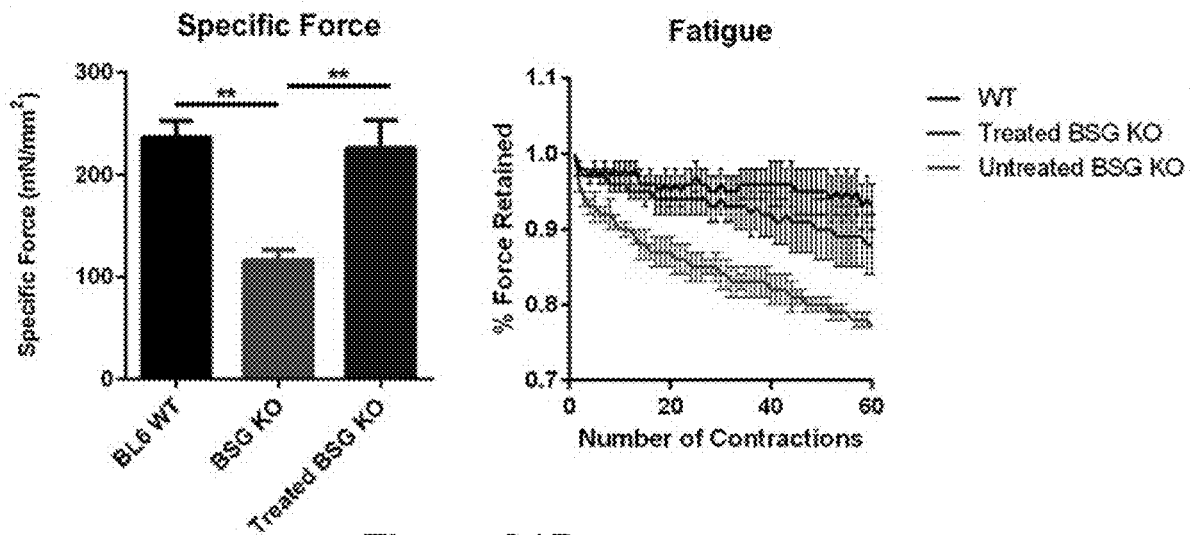 Specific Force
Specific Force (mN/mm²)
300
200
100
0
**
**
BL6 WT
BSG KO
Treated BSG KO
Fatigue
% Force Retained
1.1
1.0
0.9
0.8
0.7
0
20
40
60
Number of Contractions
WT
Treated BSG KO
Untreated BSG KO